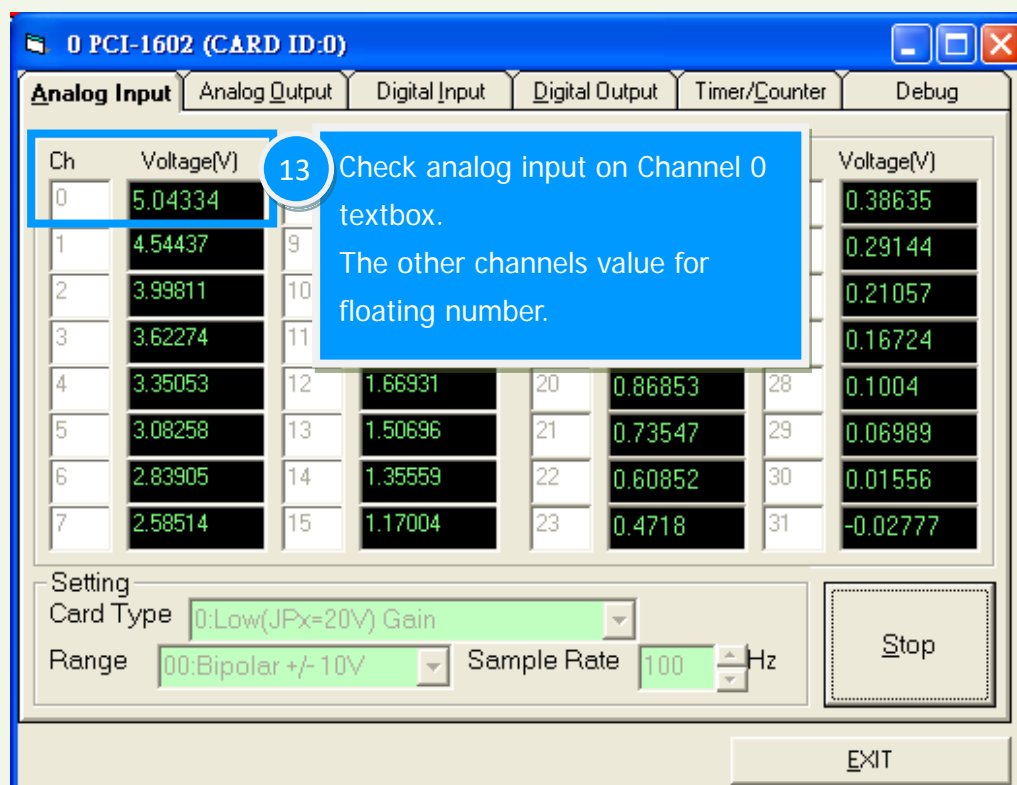 0 PCI-1602 (CARD ID:0)
Analog Input Analog Output Digital Input Digital Output Timer/Counter Debug
Ch Voltage(V) Voltage(V)
13 Check analog input on Channel 0
textbox.
The other channels value for
floating number.
0 5.04334 0.38635
1 4.54437 9 0.29144
2 3.99811 10 0.21057
3 3.62274 11 0.16724
4 3.35053 12 1.66931 20 0.86853 28 0.1004
5 3.08258 13 1.50696 21 0.73547 29 0.06989
6 2.83905 14 1.35559 22 0.60852 30 0.01556
7 2.58514 15 1.17004 23 0.4718 31 -0.02777
Setting
Card Type 0:Low(JPx=20V) Gain
Range 00:Bipolar +/- 10V Sample Rate 100 Hz
Stop
EXIT